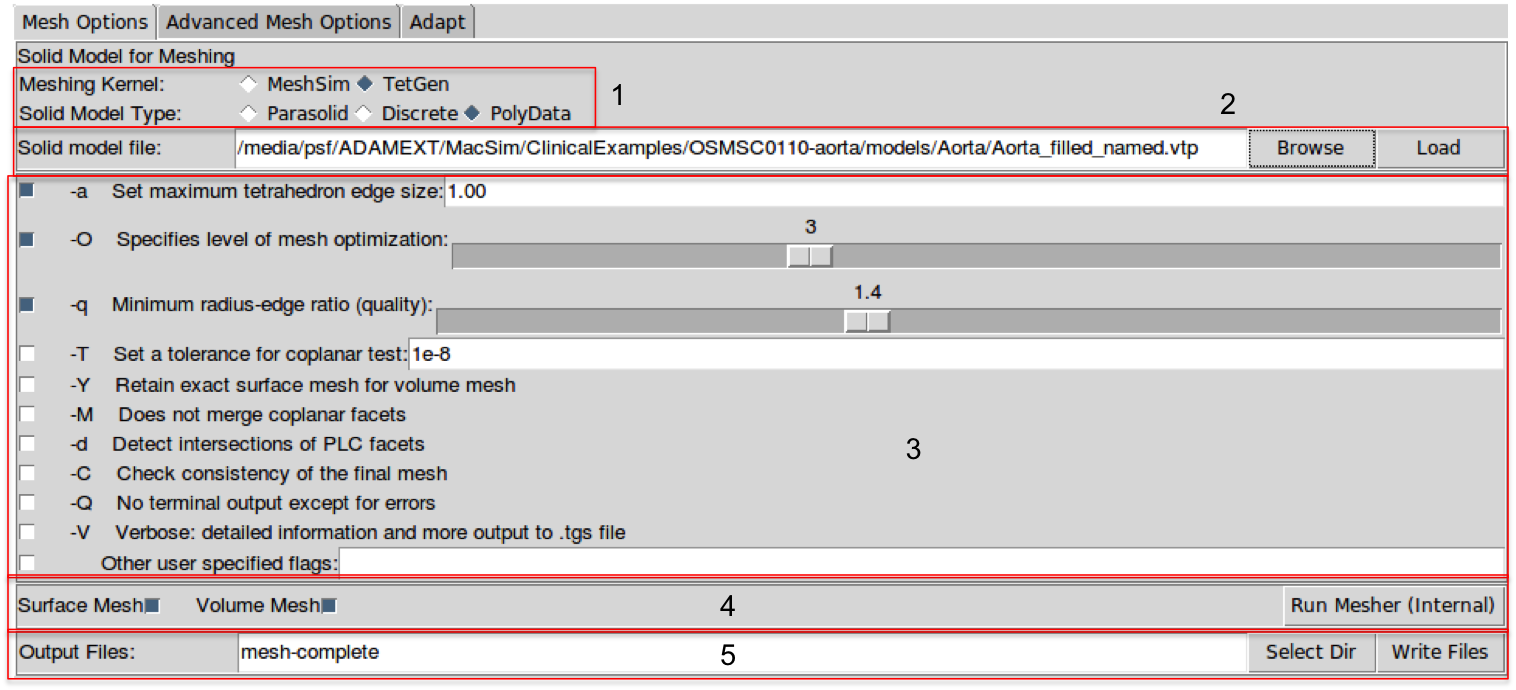 Mesh Options Advanced Mesh Options Adapt
Solid Model for Meshing
Meshing Kernel: MeshSim TetGen
1
Solid Model Type: Parasolid Discrete PolyData
2
Solid model file: /media/psf/ADAMEXT/MacSim/ClinicalExamples/OSMSC0110-aorta/models/Aorta/Aorta_filled_named.vtp Browse Load
-a Set maximum tetrahedron edge size: 1.00
3
-O Specifies level of mesh optimization:
1.4
-q Minimum radius-edge ratio (quality):
-T Set a tolerance for coplanar test: 1e-8
-Y Retain exact surface mesh for volume mesh
-M Does not merge coplanar facets
-d Detect intersections of PLC facets
3
-C Check consistency of the final mesh
-Q No terminal output except for errors
-V Verbose: detailed information and more output to .tgs file
Other user specified flags:
Surface Mesh Volume Mesh 4 Run Mesher (Internal)
Output Files: mesh-complete 5 Select Dir Write Files